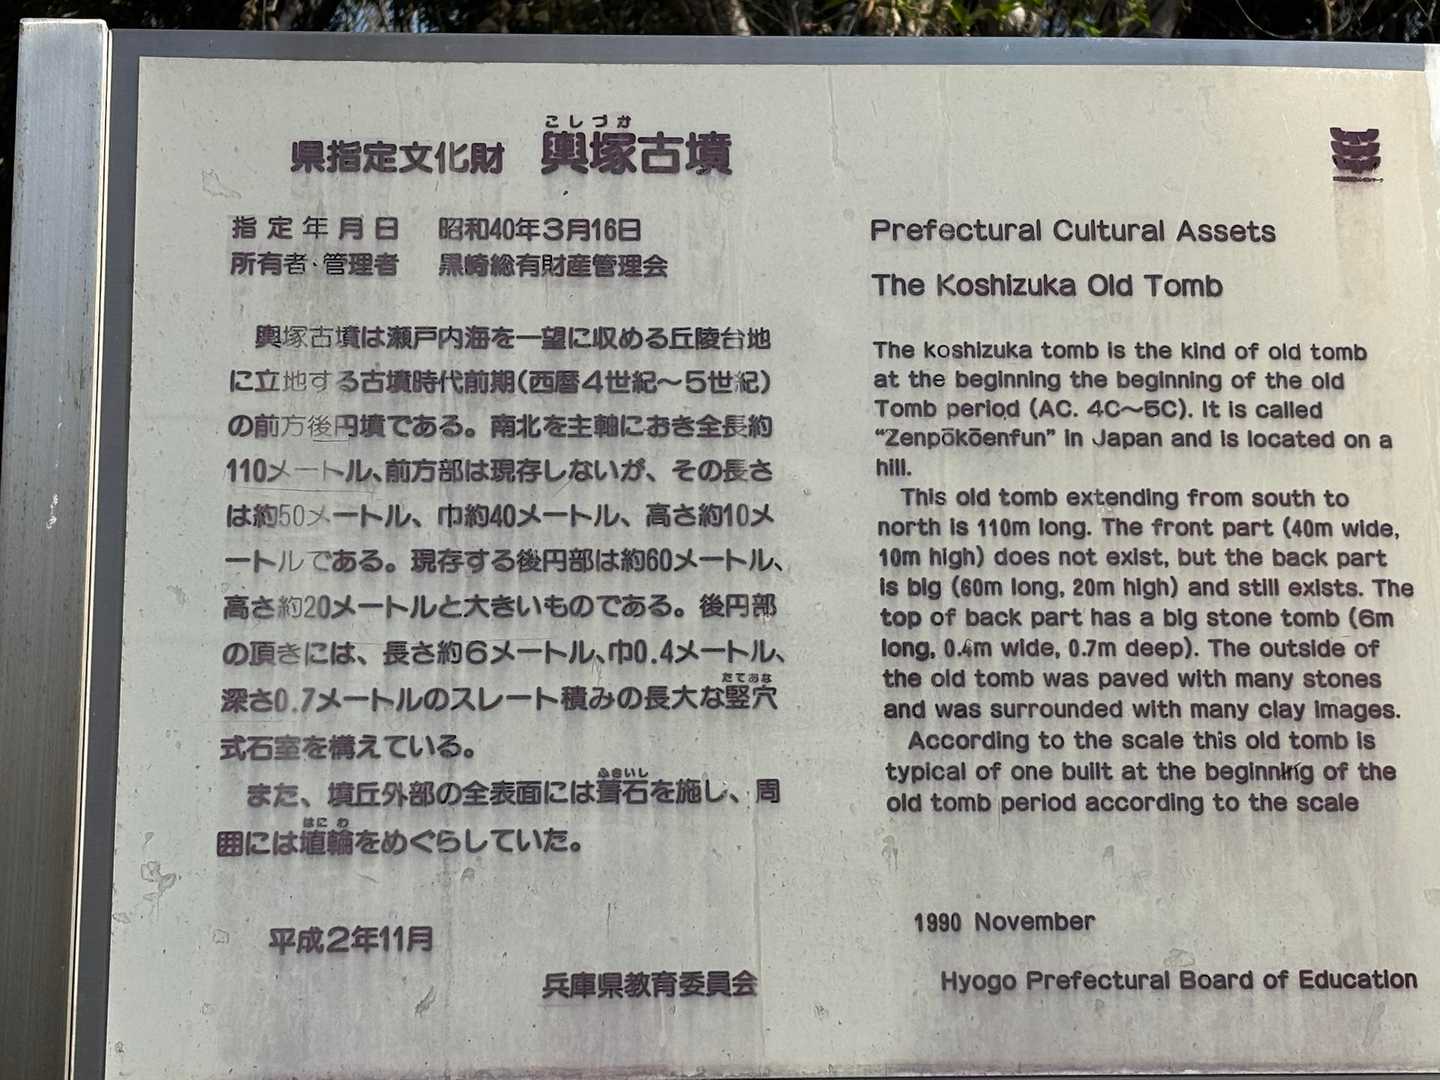 こしづか
県指定文化財 輿塚古墳
指定年月日 昭和40年3月16日
所有者・管理者 黒崎総有財産管理会
輿塚古墳は瀬戸内海を一望に収める丘陵台地
に立地する古墳時代前期(西暦4世紀〜5世紀)
の前方後円墳である。南北を主軸におき全長約
110メートル、前方部は現存しないが、その長さ
は約50メートル、巾約40メートル、高さ約10メ
ートルである。現存する後円部は約60メートル、
高さ約20メートルと大きいものである。後円部
の頂きには、長さ約6メートル、巾0.4メートル、
たてあな
深さ0.7メートルのスレート積みの長大な竪穴
式石室を構えている。
ふきいし
また、墳丘外部の全表面には葺石を施し、周
はにわ
囲には埴輪をめぐらしていた。
平成2年11月
兵庫県教育委員会
Prefectural Cultural Assets
The Koshizuka Old Tomb
The koshizuka tomb is the kind of old tomb
at the beginning the beginning of the old
Tomb period (AC. 4C〜5C). It is called
“Zenpōkōenfun” in Japan and is located on a
hill.
This old tomb extending from south to
north is 110m long. The front part (40m wide,
10m high) does not exist, but the back part
is big (60m long, 20m high) and still exists. The
top of back part has a big stone tomb (6m
long, 0.4m wide, 0.7m deep). The outside of
the old tomb was paved with many stones
and was surrounded with many clay images.
According to the scale this old tomb is
typical of one built at the beginning of the
old tomb period according to the scale
1990 November
Hyogo Prefectural Board of Education